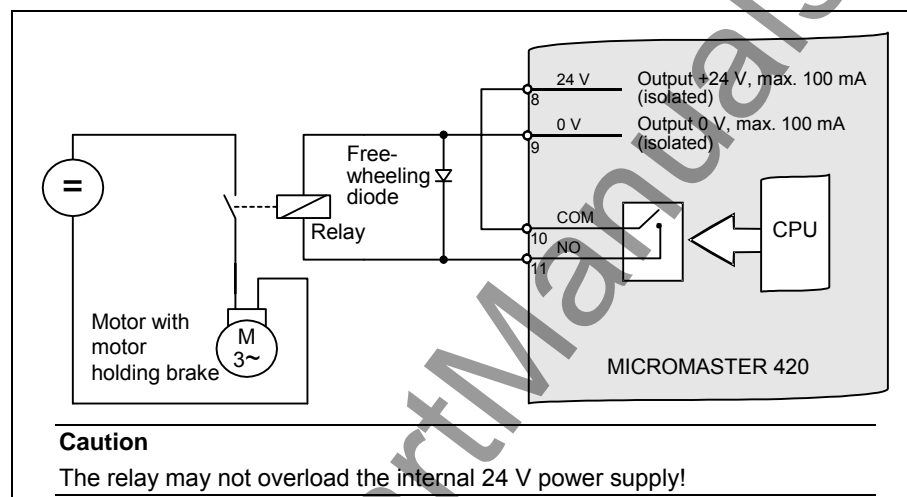 24 V
Output +24 V, max. 100 mA
(isolated)
8
0 V
Output 0 V, max. 100 mA
(isolated)
9
Free-
wheeling
diode
=
Relay
COM
10
NO
11
CPU
Motor with
motor
holding brake
M
3~
MICROMASTER 420
Caution
The relay may not overload the internal 24 V power supply!